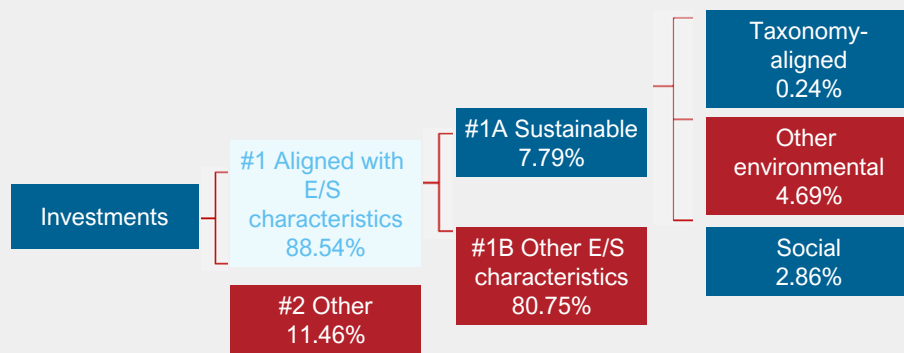 Investments
#1 Aligned with
E/S
characteristics
88.54%
#2 Other
11.46%
#1A Sustainable
7.79%
#1B Other E/S
characteristics
80.75%
Taxonomy-
aligned
0.24%
Other
environmental
4.69%
Social
2.86%